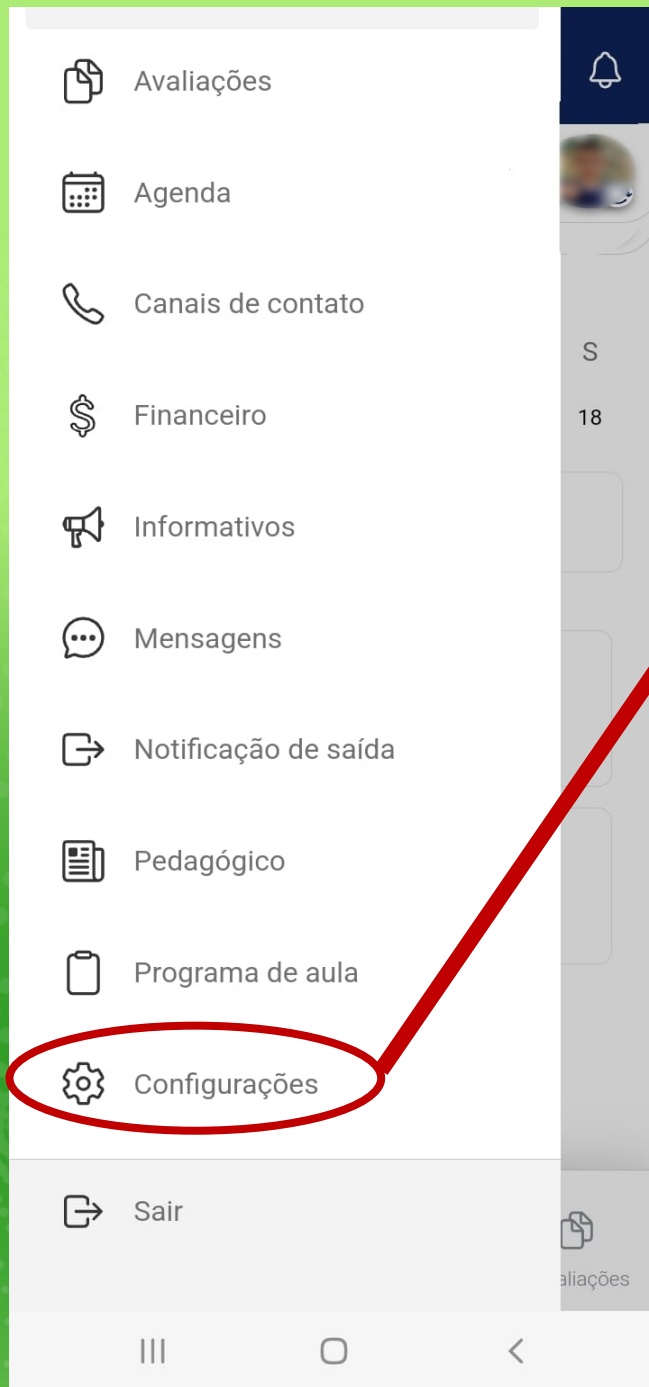 Avaliações
Agenda
Canais de contato
S
Financeiro
18
Informativos
Mensagens
Notificação de saída
Pedagógico
Programa de aula
Configurações
Sair
aliações